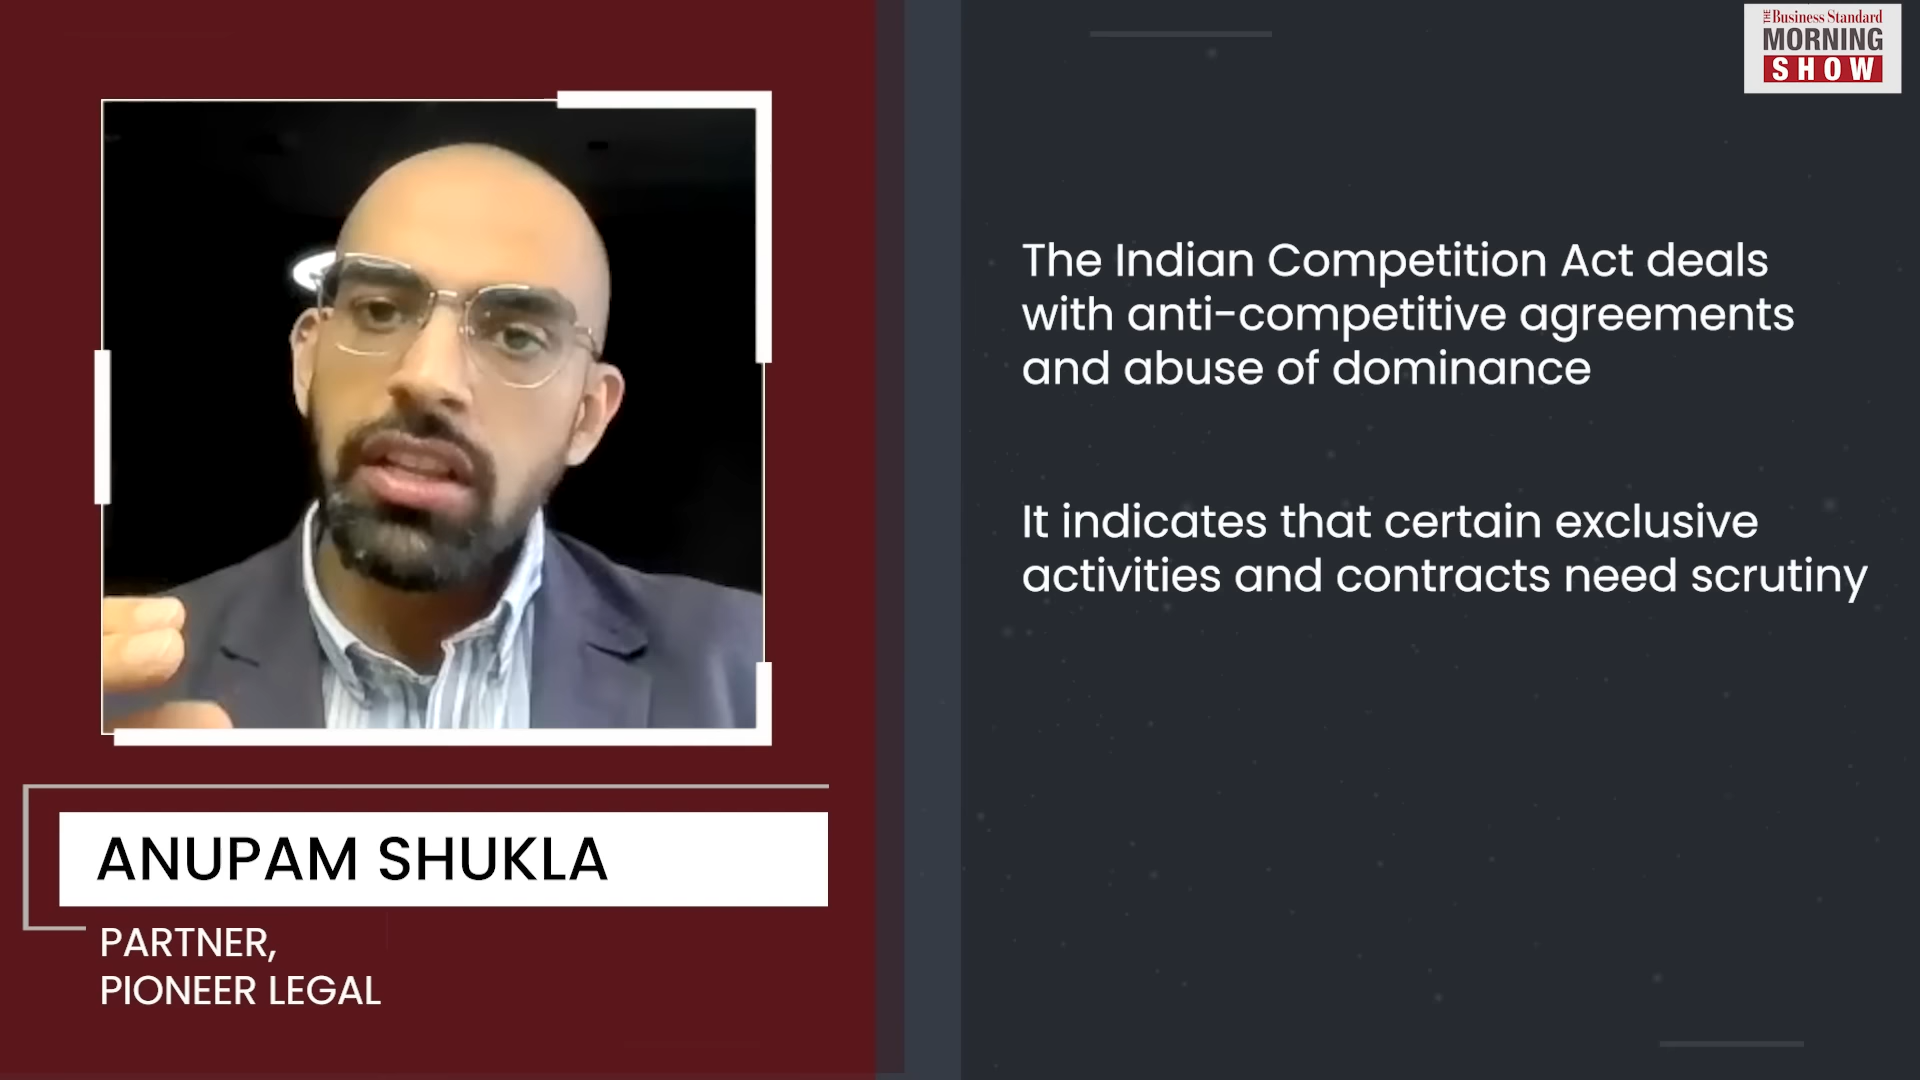 THE Business Standard
MORNING
SHOW
The Indian Competition Act deals
with anti-competitive agreements
and abuse of dominance
It indicates that certain exclusive
activities and contracts need scrutiny
ANUPAM SHUKLA
PARTNER,
PIONEER LEGAL